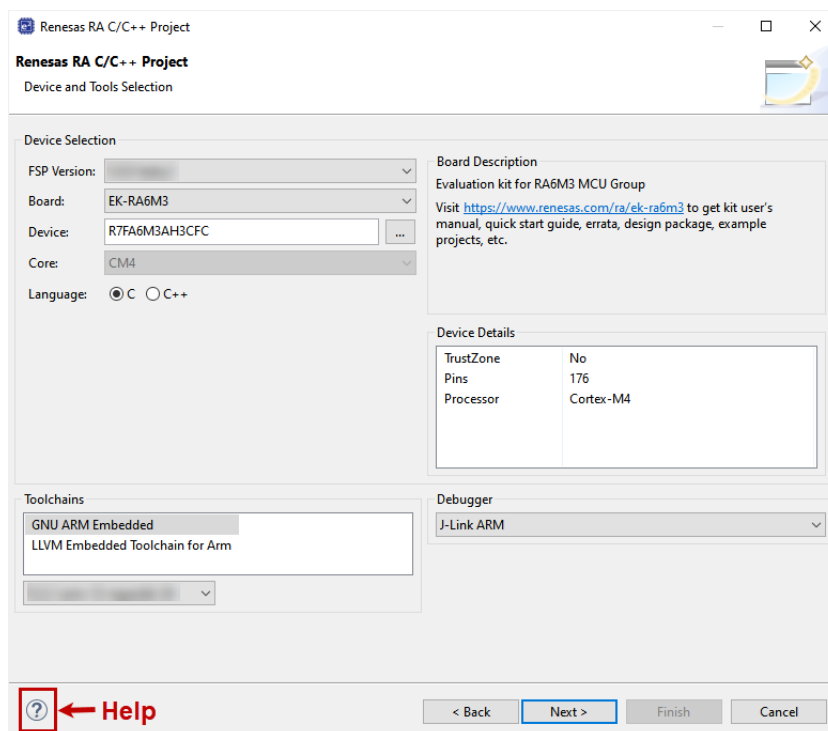 Renesas RA C/C++ Project
Renesas RA C/C++ Project
Device and Tools Selection
Device Selection
FSP Version:
Board: EK-RA6M3
Device: R7FA6M3AH3CFC ...
Core: CM4
Language: C C++
Board Description
Evaluation kit for RA6M3 MCU Group
Visit https://www.renesas.com/ra/ek-ra6m3 to get kit user's
manual, quick start guide, errata, design package, example
projects, etc.
Device Details
TrustZone No
Pins 176
Processor Cortex-M4
Toolchains
GNU ARM Embedded
LLVM Embedded Toolchain for Arm
Debugger
J-Link ARM
? Help
< Back Next > Finish Cancel